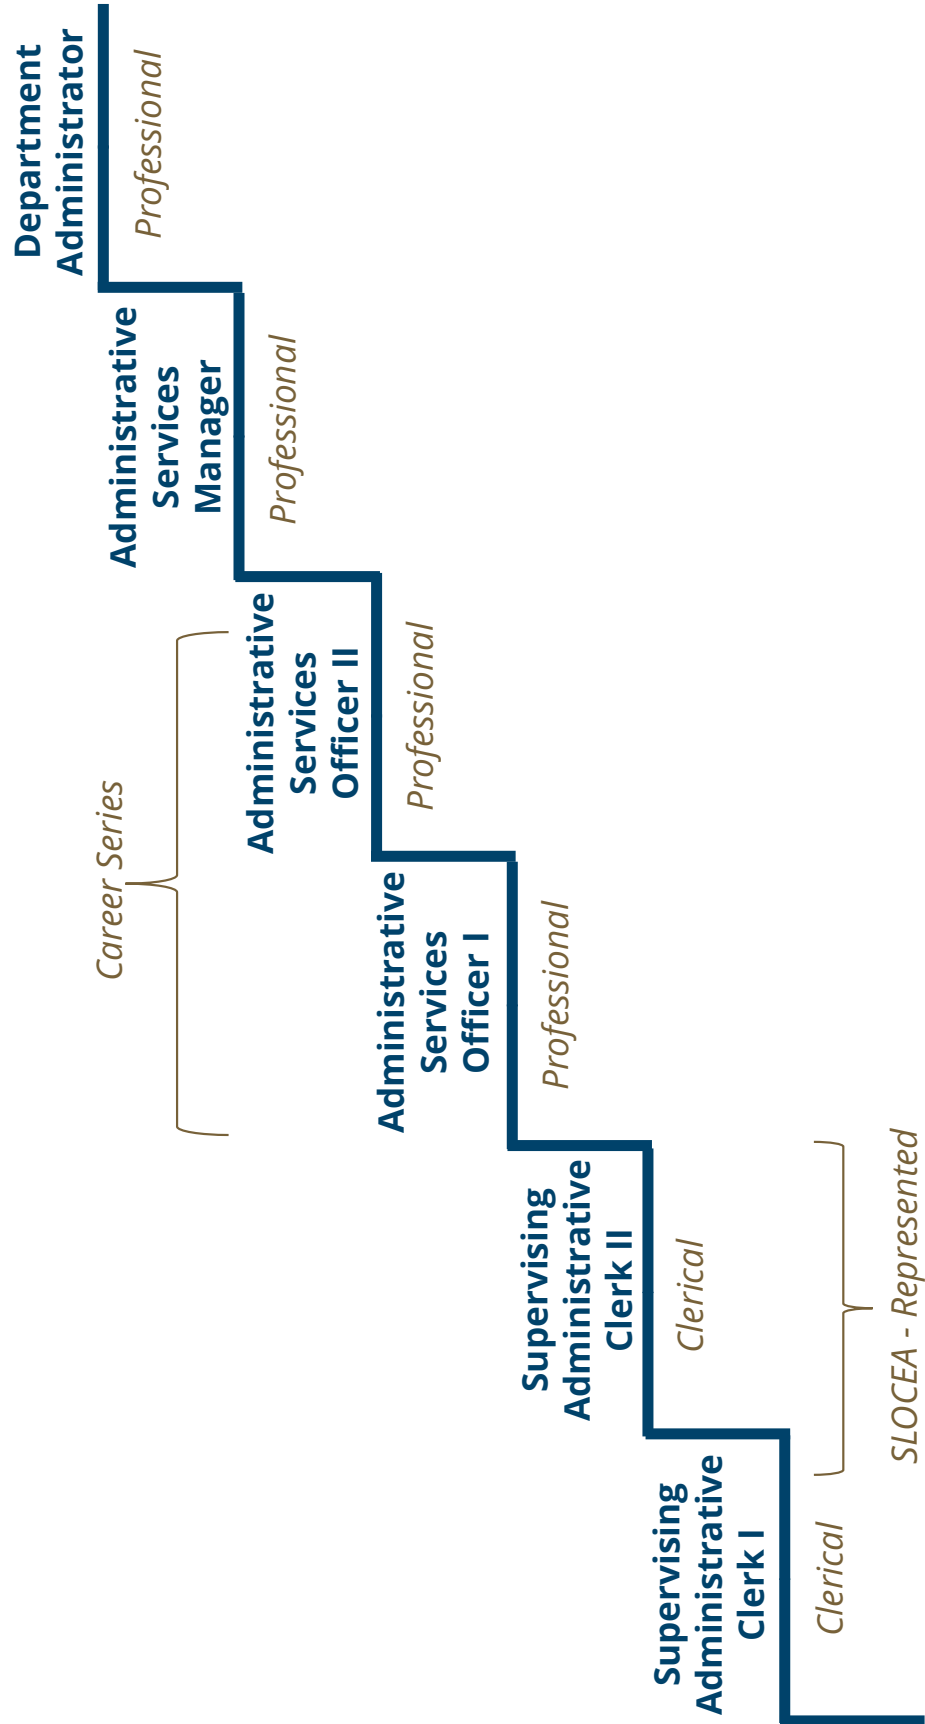 Department
Administrator
Professional
Administrative
Services
Manager
Professional
Career Series
Administrative
Services
Officer II
Professional
Administrative
Services
Officer I
Professional
Supervising
Administrative
Clerk II
Clerical
SLOCEA - Represented
Supervising
Administrative
Clerk I
Clerical